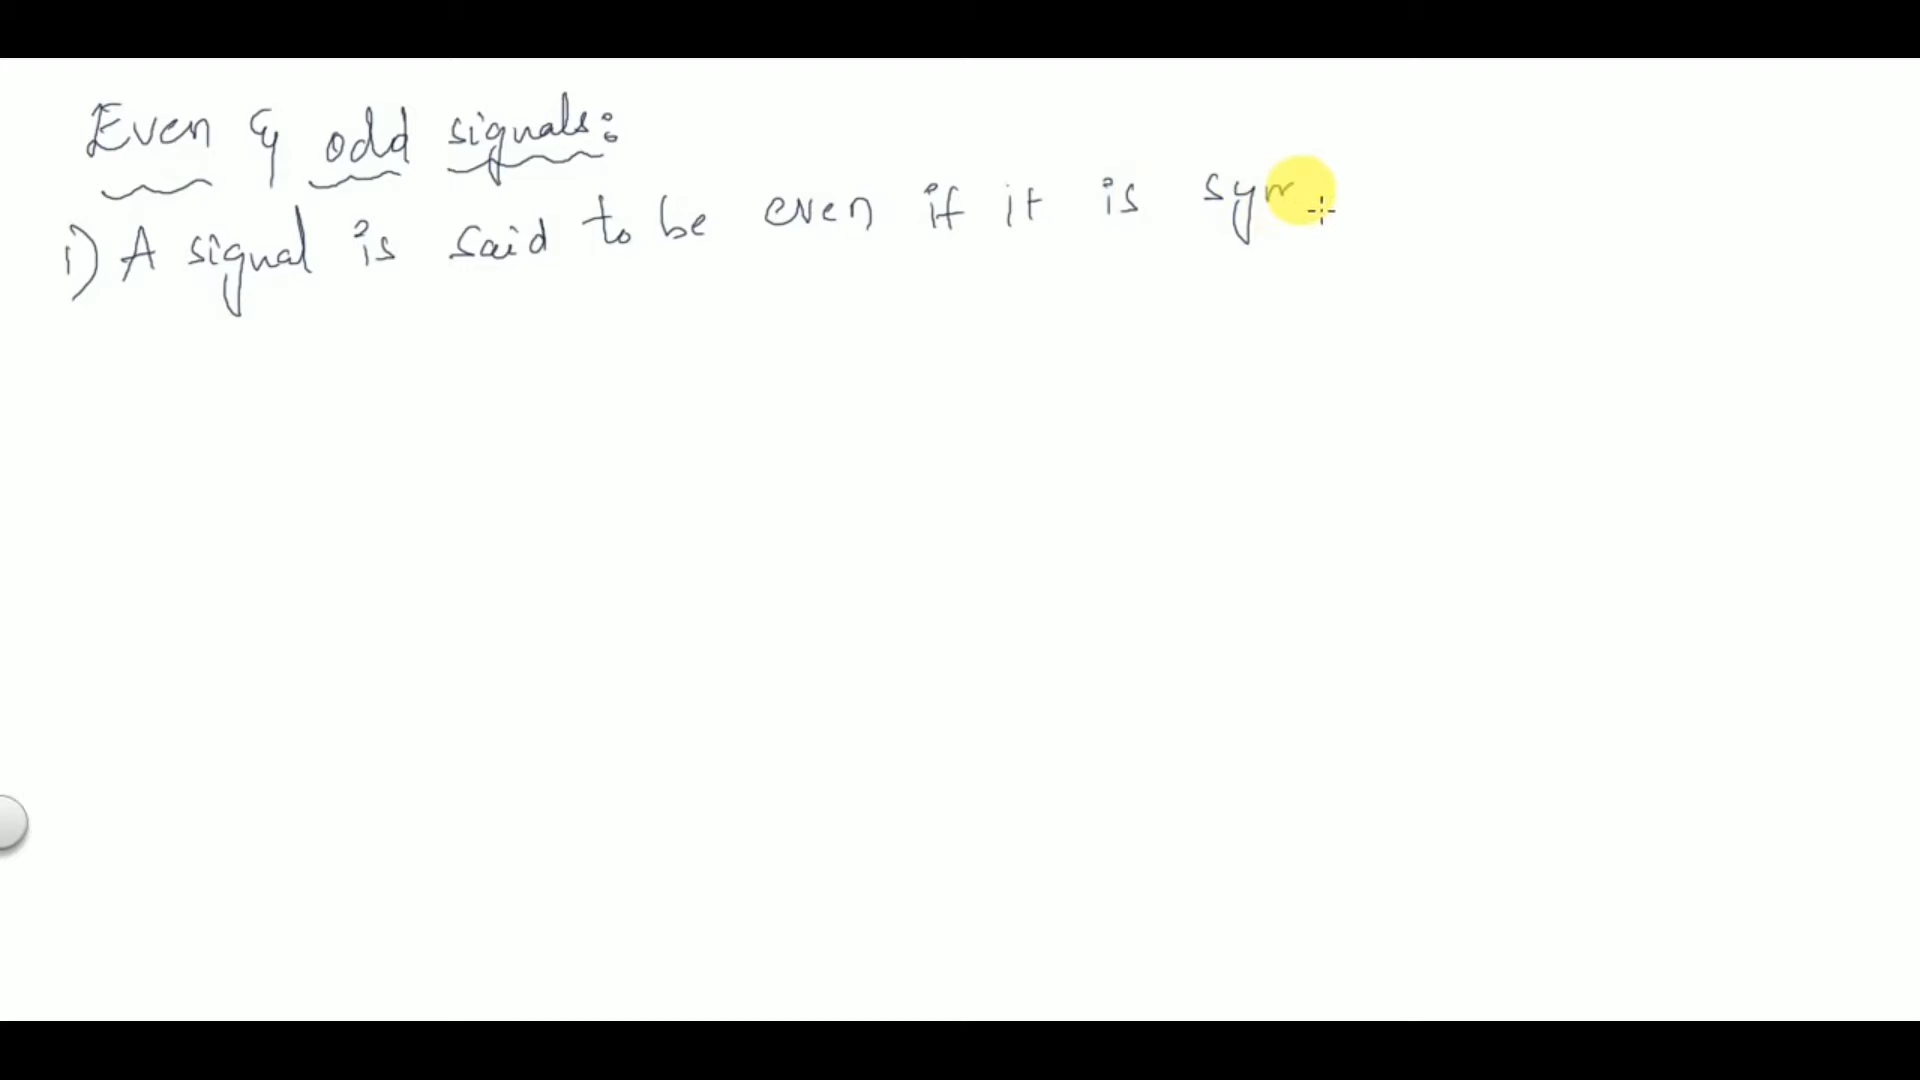 Even & odd signals:
1) A signal is said to be even if it is sym